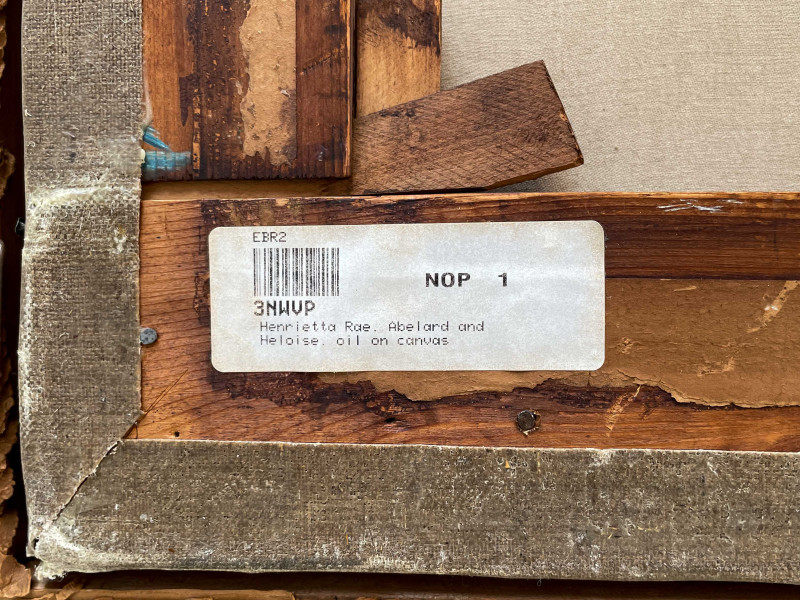 EBR2
NOP 1
3NWVP
Henrietta Rae. Abelard and
Heloise. oil on canvas